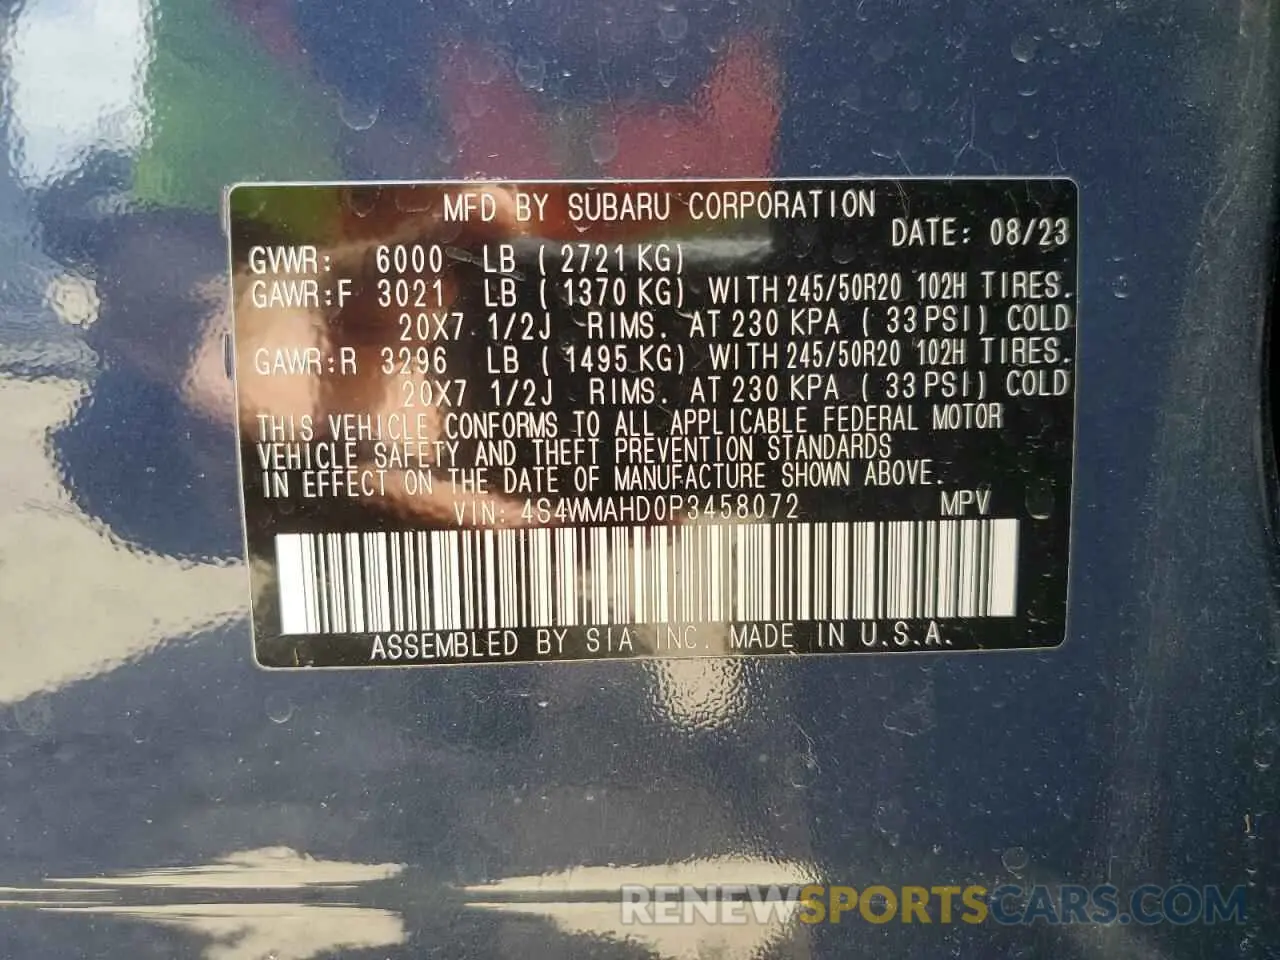 MFD BY SUBARU CORPORATION
DATE: 08/23
GVWR: 6000 LB ( 2721 KG)
GAWR:F 3021 LB ( 1370 KG) WITH 245/50R20 102H TIRES.
20X7 1/2J RIMS. AT 230 KPA ( 33 PSI) COLD
GAWR:R 3296 LB ( 1495 KG) WITH 245/50R20 102H TIRES.
20X7 1/2J RIMS. AT 230 KPA ( 33 PSI) COLD
THIS VEHICLE CONFORMS TO ALL APPLICABLE FEDERAL MOTOR
VEHICLE SAFETY AND THEFT PREVENTION STANDARDS
IN EFFECT ON THE DATE OF MANUFACTURE SHOWN ABOVE.
VIN: 4S4WMAHD0P3458072 MPV
ASSEMBLED BY SIA INC. MADE IN U.S.A.
RENEWSPORTSCARS.COM